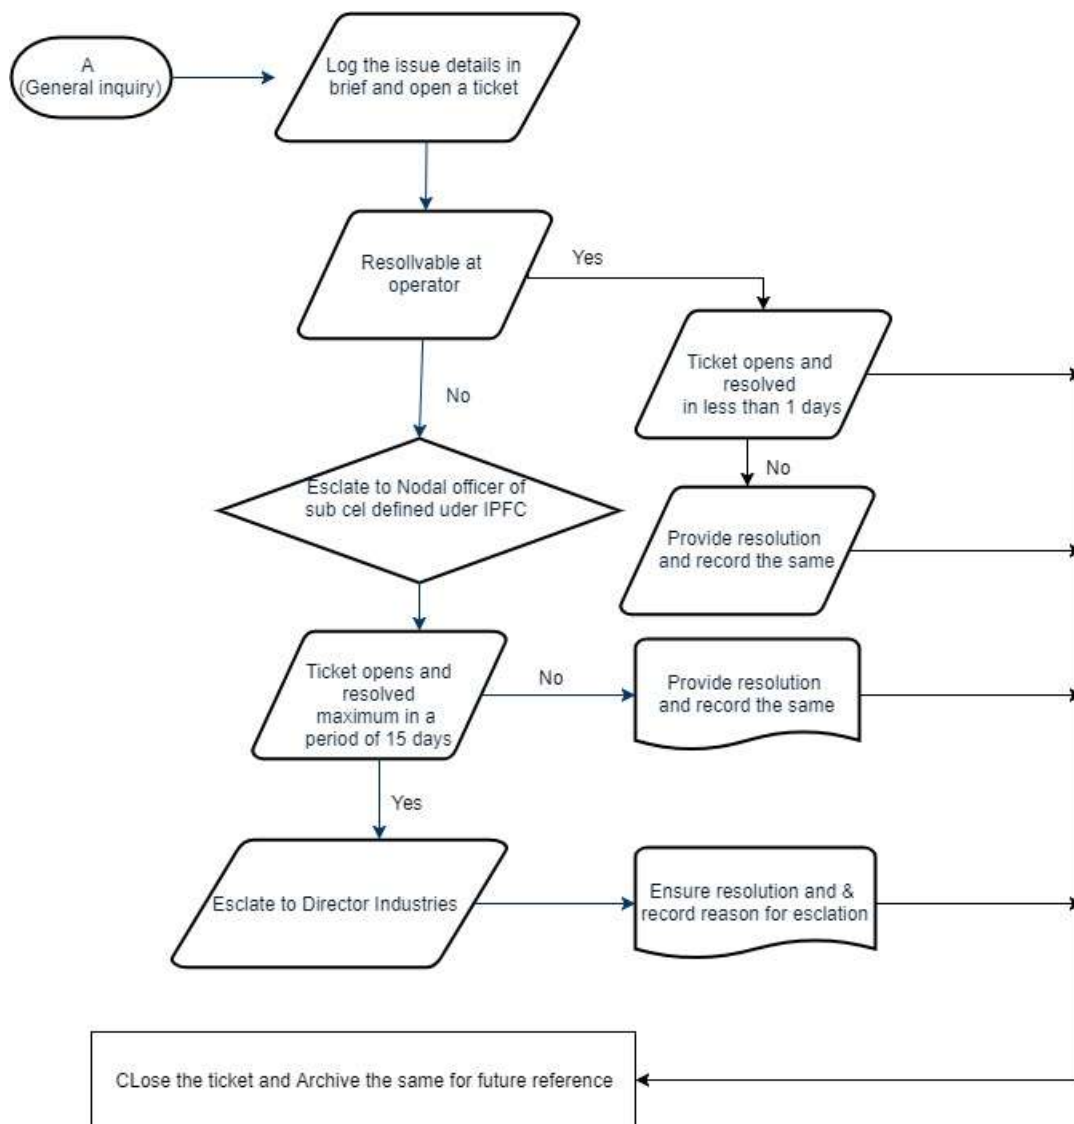 A
(General inquiry)
Log the issue details in
brief and open a ticket
Resollvable at
operator
Yes
Ticket opens and
resolved
in less than 1 days
No
No
Esclate to Nodal officer of
sub cel defined uder IPFC
Provide resolution
and record the same
Ticket opens and
resolved
maximum in a
period of 15 days
No
Provide resolution
and record the same
Yes
Esclate to Director Industries
Ensure resolution and &
record reason for esclation
CLose the ticket and Archive the same for future reference